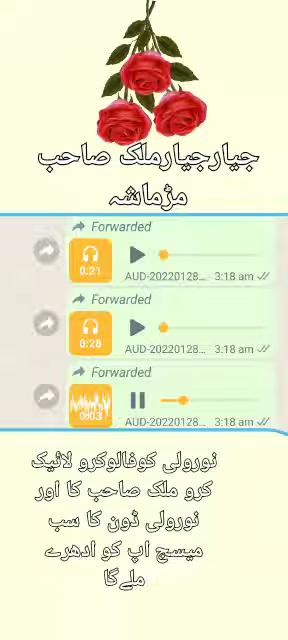 جیارجیارملک صاحب
مڑماشہ
Forwarded
0:21
AUD-20220128... 3:18 am
Forwarded
0:28
AUD-20220128... 3:18 am
Forwarded
0:03
AUD-20220128... 3:18 am
نورولی کوفالوکرو لائیک
کرو ملک صاحب کا اور
نورولی ڈون کا سب
میسج اپ کو ادھرے
ملےگا